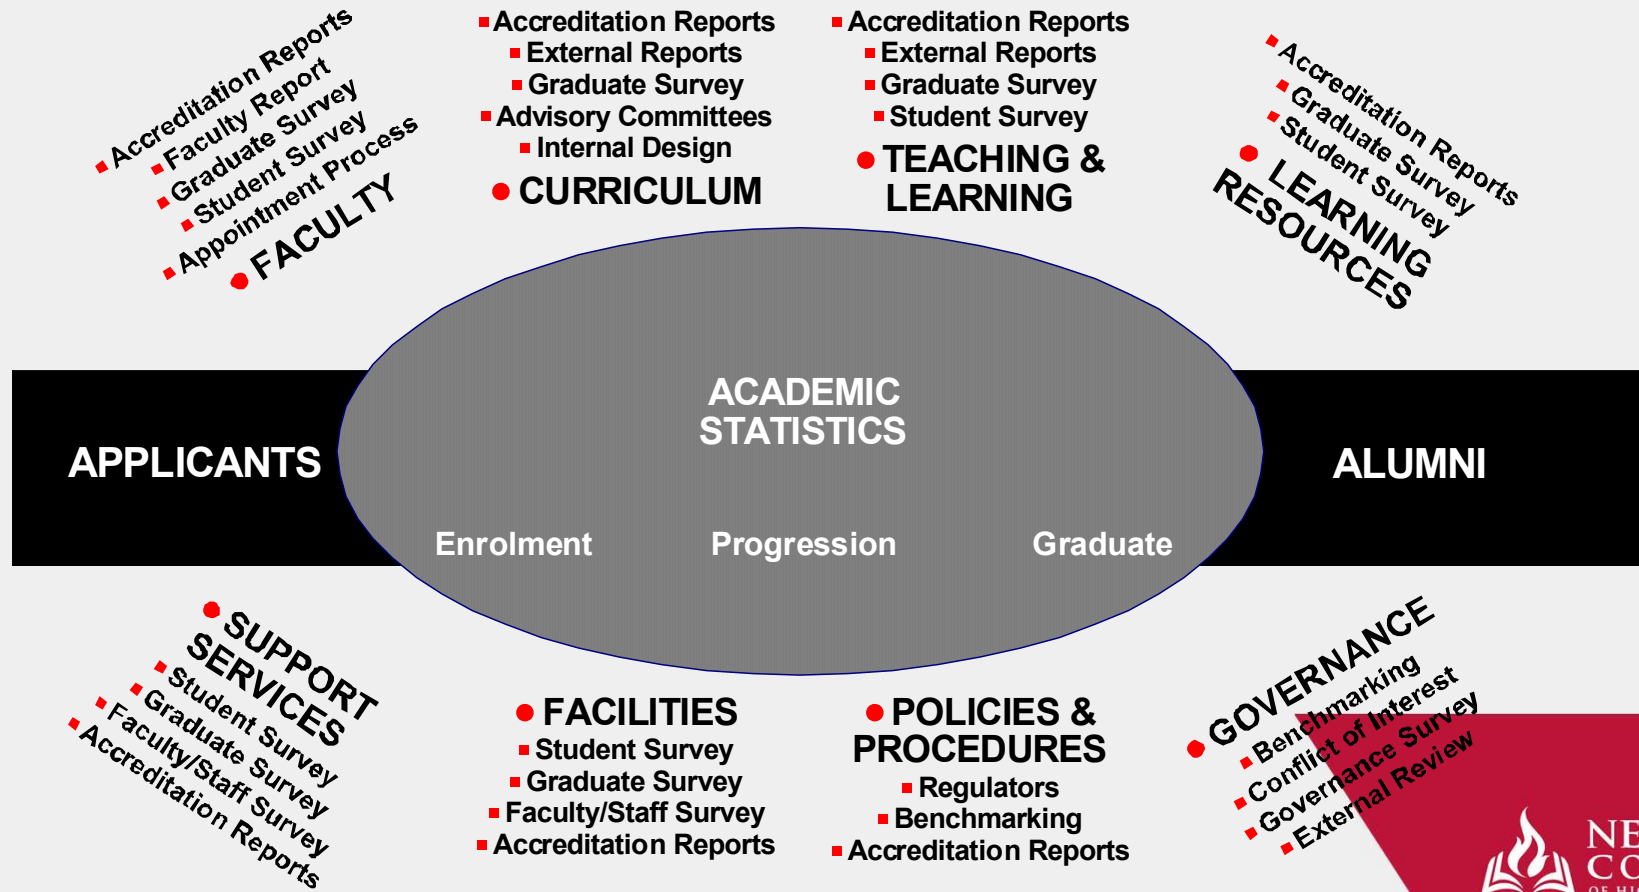 Accreditation Reports
Faculty Report
Graduate Survey
Student Survey
Appointment Process
FACULTY
Accreditation Reports
External Reports
Graduate Survey
Advisory Committees
Internal Design
CURRICULUM
Accreditation Reports
External Reports
Graduate Survey
Student Survey
TEACHING &
LEARNING
Accreditation Reports
Graduate Survey
Student Survey
LEARNING
RESOURCES
APPLICANTS
ACADEMIC
STATISTICS
Enrolment
Progression
Graduate
ALUMNI
SUPPORT
SERVICES
Student Survey
Graduate Survey
Faculty/Staff Survey
Accreditation Reports
FACILITIES
Student Survey
Graduate Survey
Faculty/Staff Survey
Accreditation Reports
POLICIES &
PROCEDURES
Regulators
Benchmarking
Accreditation Reports
GOVERNANCE
Benchmarking
Conflict of Interest
Governance Survey
External Review